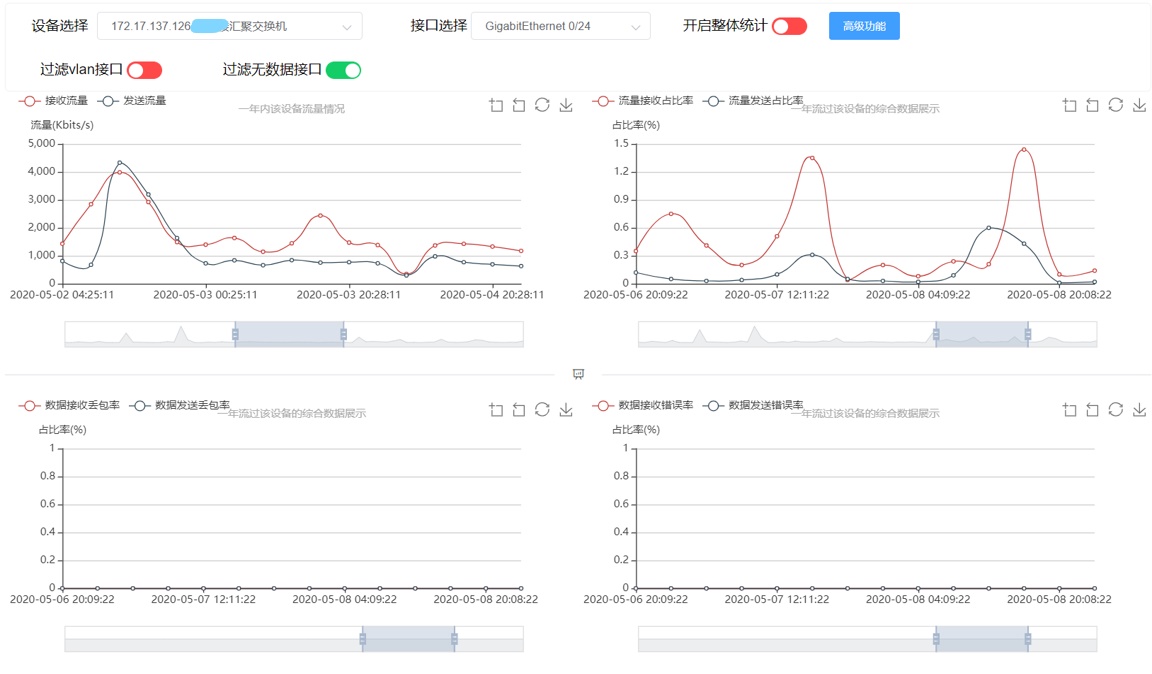 设备选择 172.17.137.126 汇聚交换机 接口选择 GigabitEthernet 0/24 开启整体统计 高级功能
过滤vlan接口 过滤无数据接口
接收流量 发送流量 一年内该设备流量情况
流量(Kbits/s)
5,000
4,000
3,000
2,000
1,000
0
2020-05-02 04:25:11 2020-05-03 00:25:11 2020-05-03 20:28:11 2020-05-04 20:28:11
流量接收占比率 流量发送占比率 一年流过该设备的综合数据展示
占比率(%)
1.5
1.2
0.9
0.6
0.3
0
2020-05-06 20:09:22 2020-05-07 12:11:22 2020-05-08 04:09:22 2020-05-08 20:08:22
数据接收丢包率 数据发送丢包率 一年流过该设备的综合数据展示
占比率(%)
1
0.8
0.6
0.4
0.2
0
2020-05-06 20:09:22 2020-05-07 12:11:22 2020-05-08 04:09:22 2020-05-08 20:08:22
数据接收错误率 数据发送错误率 一年流过该设备的综合数据展示
占比率(%)
1
0.8
0.6
0.4
0.2
0
2020-05-06 20:09:22 2020-05-07 12:11:22 2020-05-08 04:09:22 2020-05-08 20:08:22